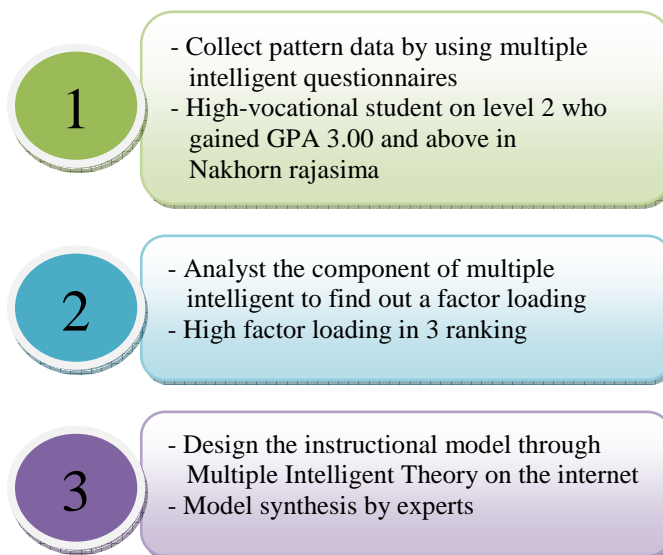 1
- Collect pattern data by using multiple
intelligent questionnaires
- High-vocational student on level 2 who
gained GPA 3.00 and above in
Nakhorn rajasima
2
- Analyst the component of multiple
intelligent to find out a factor loading
- High factor loading in 3 ranking
3
- Design the instructional model through
Multiple Intelligent Theory on the internet
- Model synthesis by experts